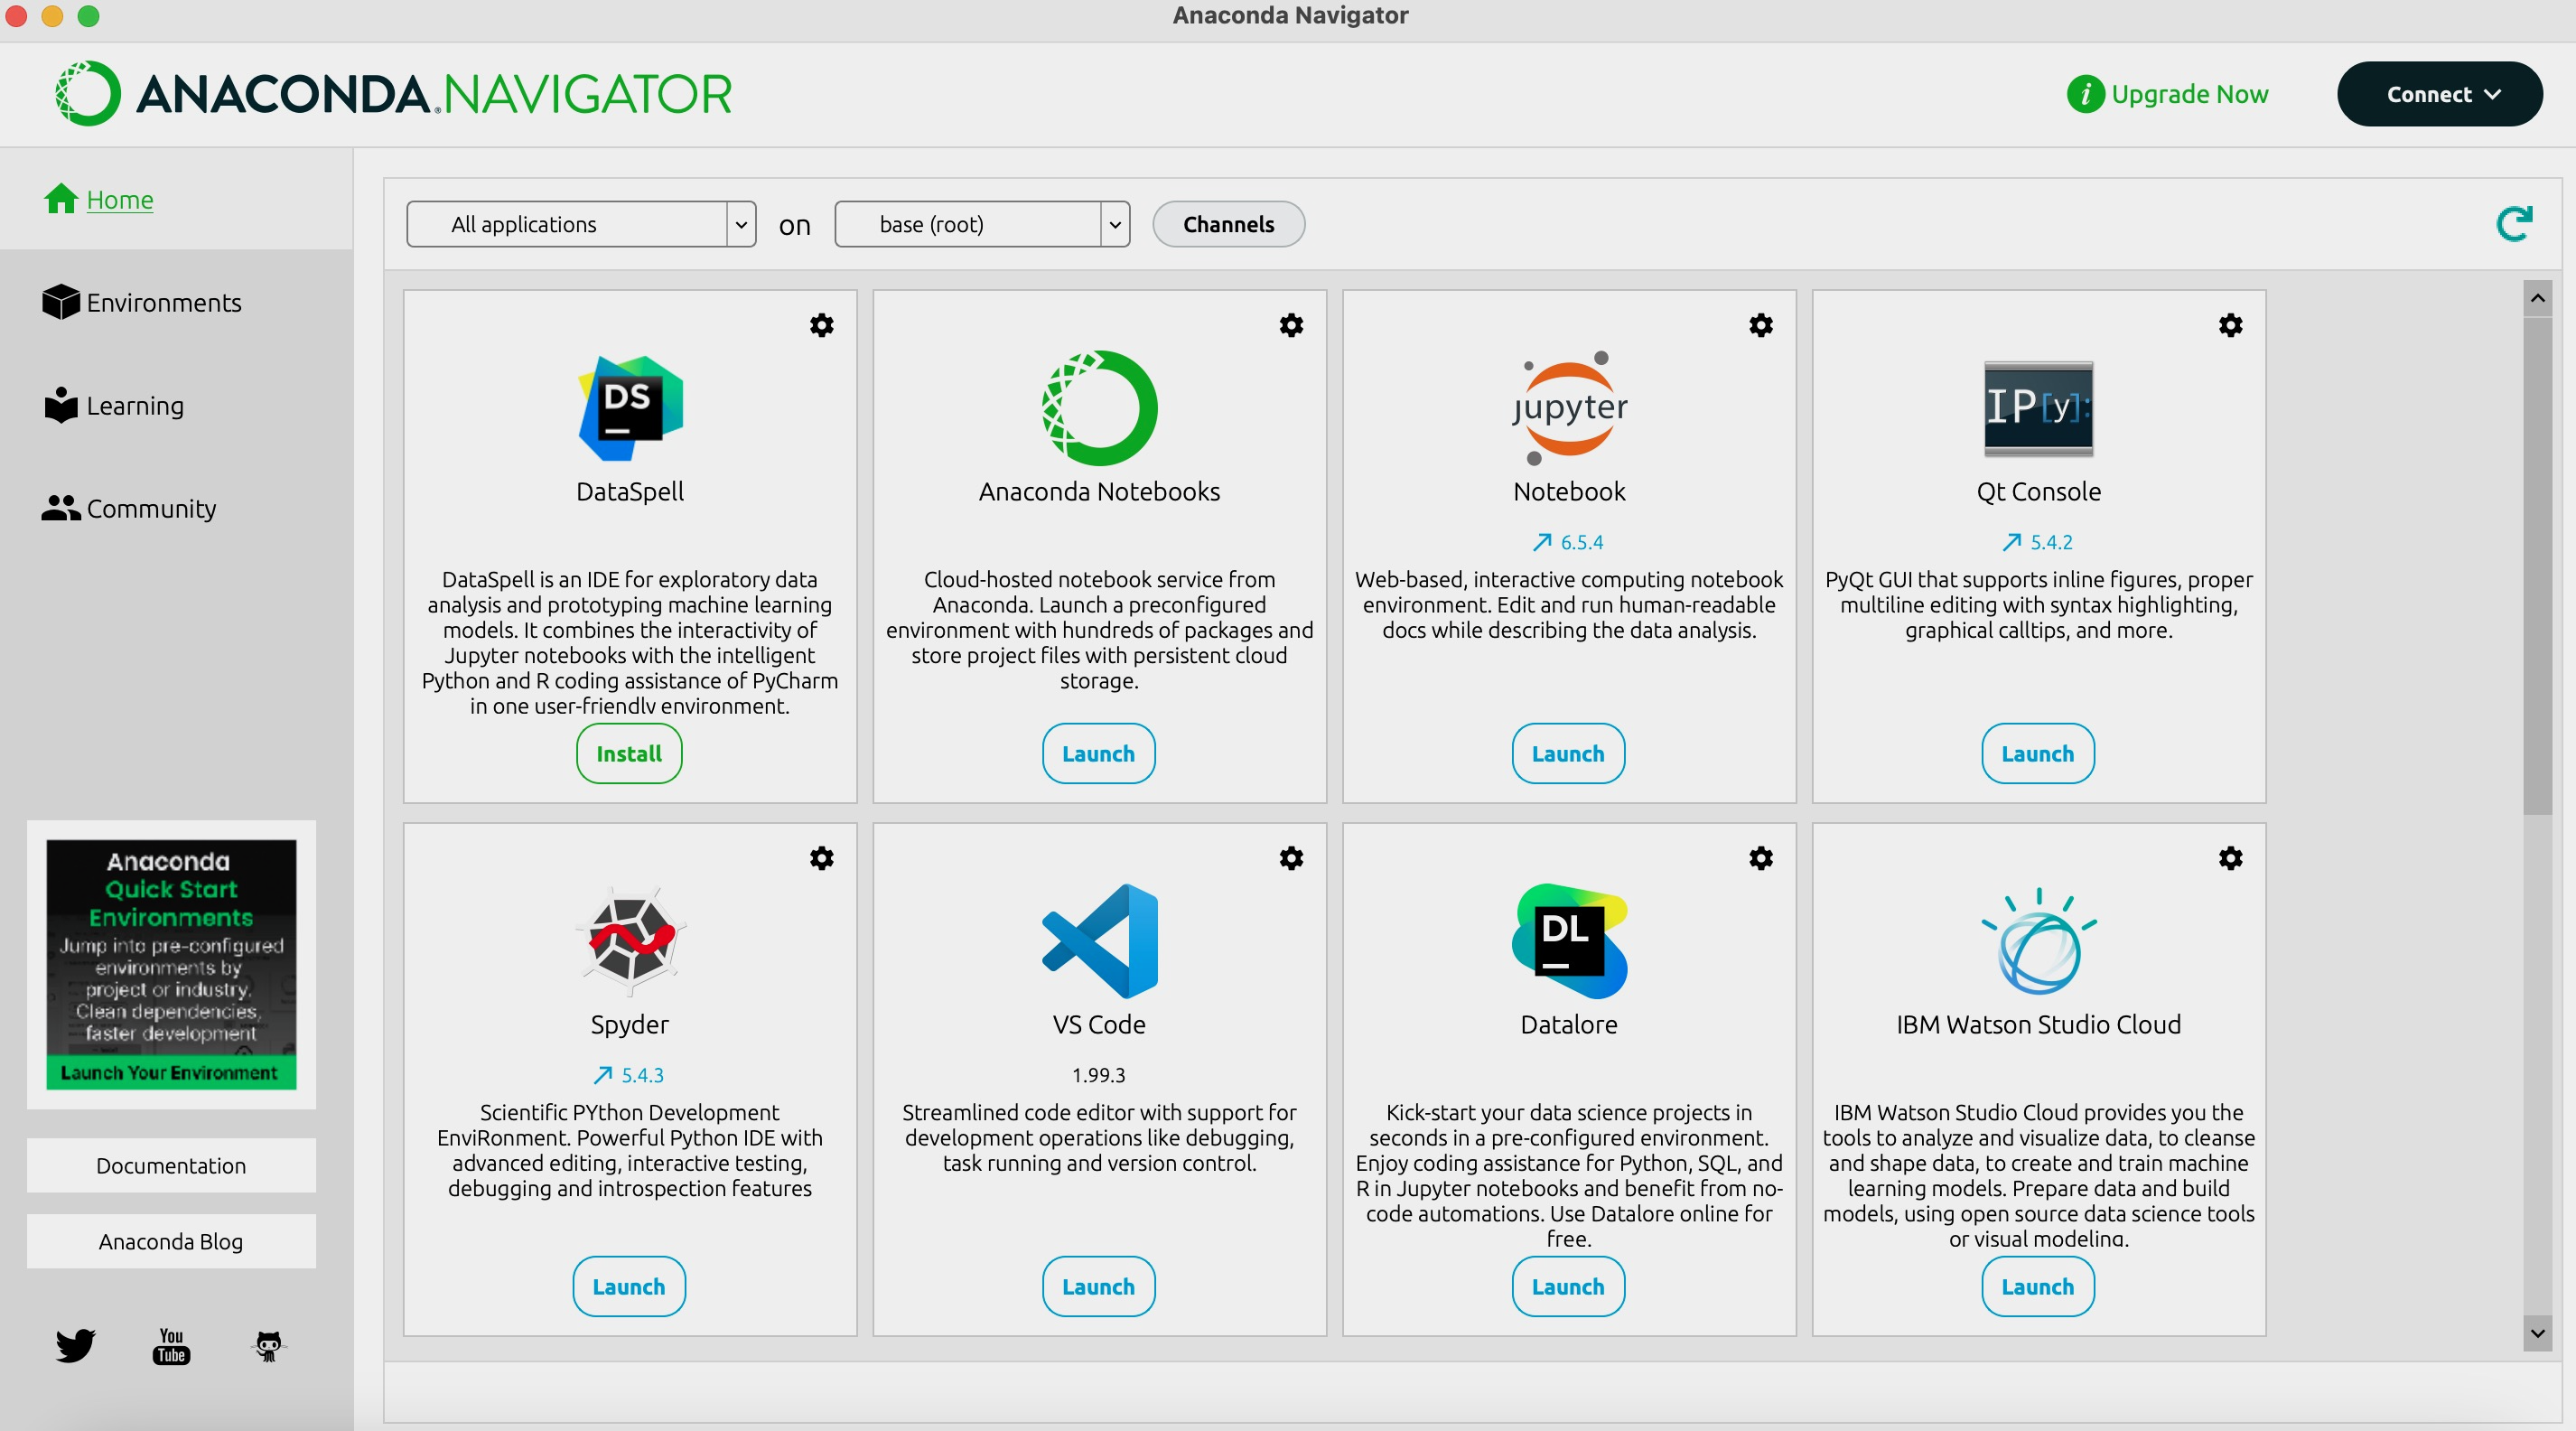 Anaconda Navigator
ANACONDA.NAVIGATOR
Upgrade Now
Connect
Home
Environments
Learning
Community
All applications
on
base (root)
Channels
DS
DataSpell
DataSpell is an IDE for exploratory data
analysis and prototyping machine learning
models. It combines the interactivity of
Jupyter notebooks with the intelligent
Python and R coding assistance of PyCharm
in one user-friendly environment.
Install
Anaconda Notebooks
Cloud-hosted notebook service from
Anaconda. Launch a preconfigured
environment with hundreds of packages and
store project files with persistent cloud
storage.
Launch
jupyter
Notebook
6.5.4
Web-based, interactive computing notebook
environment. Edit and run human-readable
docs while describing the data analysis.
Launch
IP[y]:
Qt Console
5.4.2
PyQt GUI that supports inline figures, proper
multiline editing with syntax highlighting,
graphical calltips, and more.
Launch
Spyder
5.4.3
Scientific PYthon Development
EnviRonment. Powerful Python IDE with
advanced editing, interactive testing,
debugging and introspection features
Launch
VS Code
1.99.3
Streamlined code editor with support for
development operations like debugging,
task running and version control.
Launch
DL
Datalore
Kick-start your data science projects in
seconds in a pre-configured environment.
Enjoy coding assistance for Python, SQL, and
R in Jupyter notebooks and benefit from no-
code automations. Use Datalore online for
free.
Launch
IBM Watson Studio Cloud
IBM Watson Studio Cloud provides you the
tools to analyze and visualize data, to cleanse
and shape data, to create and train machine
learning models. Prepare data and build
models, using open source data science tools
or visual modeling.
Launch
Anaconda
Quick Start
Environments
Jump into pre-configured
environments by
project or industry.
Clean dependencies,
faster development
Launch Your Environment
Documentation
Anaconda Blog
You
Tube